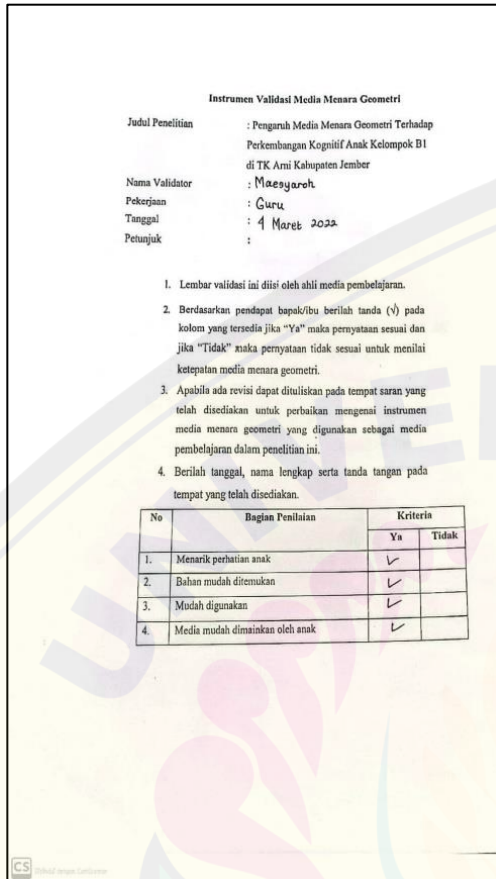 Instrumen Validasi Media Menara Geometri
Judul Penelitian : Pengaruh Media Menara Geometri Terhadap
Perkembangan Kognitif Anak Kelompok B1
di TK Arni Kabupaten Jember
Nama Validator : Maesyaroh
Pekerjaan : Guru
Tanggal : 4 Maret 2022
Petunjuk :
1. Lembar validasi ini diisi oleh ahli media pembelajaran.
2. Berdasarkan pendapat bapak/ibu berilah tanda (√) pada
kolom yang tersedia jika “Ya” maka pernyataan sesuai dan
jika “Tidak” maka pernyataan tidak sesuai untuk menilai
ketepatan media menara geometri.
3. Apabila ada revisi dapat dituliskan pada tempat saran yang
telah disediakan untuk perbaikan mengenai instrumen
media menara geometri yang digunakan sebagai media
pembelajaran dalam penelitian ini.
4. Berilah tanggal, nama lengkap serta tanda tangan pada
tempat yang telah disediakan.
No Bagian Penilaian Kriteria
Ya Tidak
1. Menarik perhatian anak ✓
2. Bahan mudah ditemukan ✓
3. Mudah digunakan ✓
4. Media mudah dimainkan oleh anak ✓
UNIVE
CS